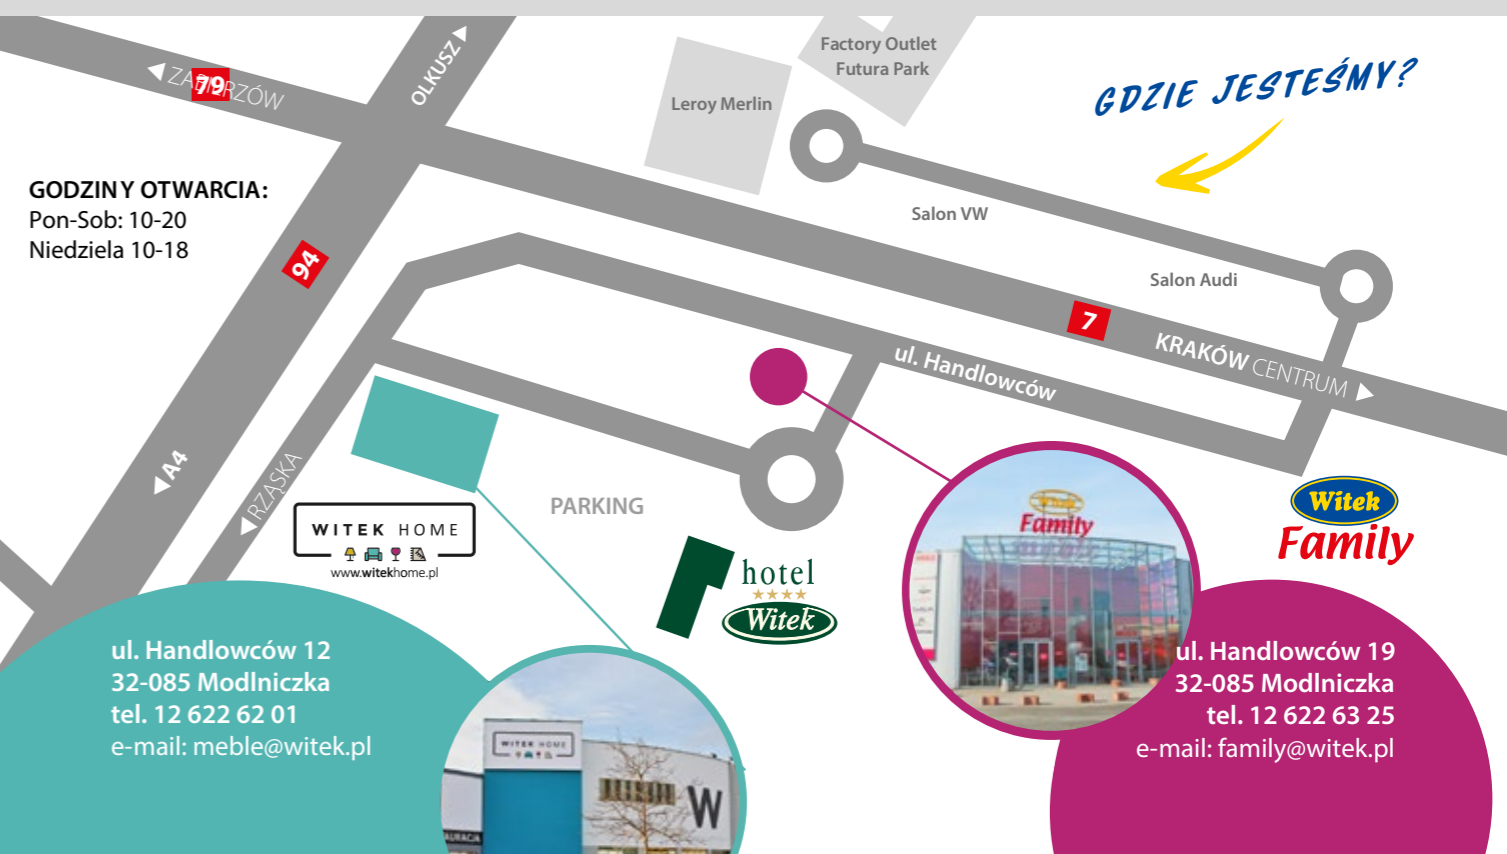 Factory Outlet
Futura Park
Leroy Merlin
GDZIE JESTEŚMY?
ZABIERZÓW
79
OLKUSZ
GODZINY OTWARCIA:
Pon-Sob: 10-20
Niedziela 10-18
94
Salon VW
Salon Audi
7
KRAKÓW CENTRUM
ul. Handlowców
A4
RZĄSKA
PARKING
WITEK HOME
www.witekhome.pl
hotel
Witek
Witek
Family
Witek
Family
ul. Handlowców 12
32-085 Modlniczka
tel. 12 622 62 01
e-mail: meble@witek.pl
ul. Handlowców 19
32-085 Modlniczka
tel. 12 622 63 25
e-mail: family@witek.pl
WITEK HOME
W